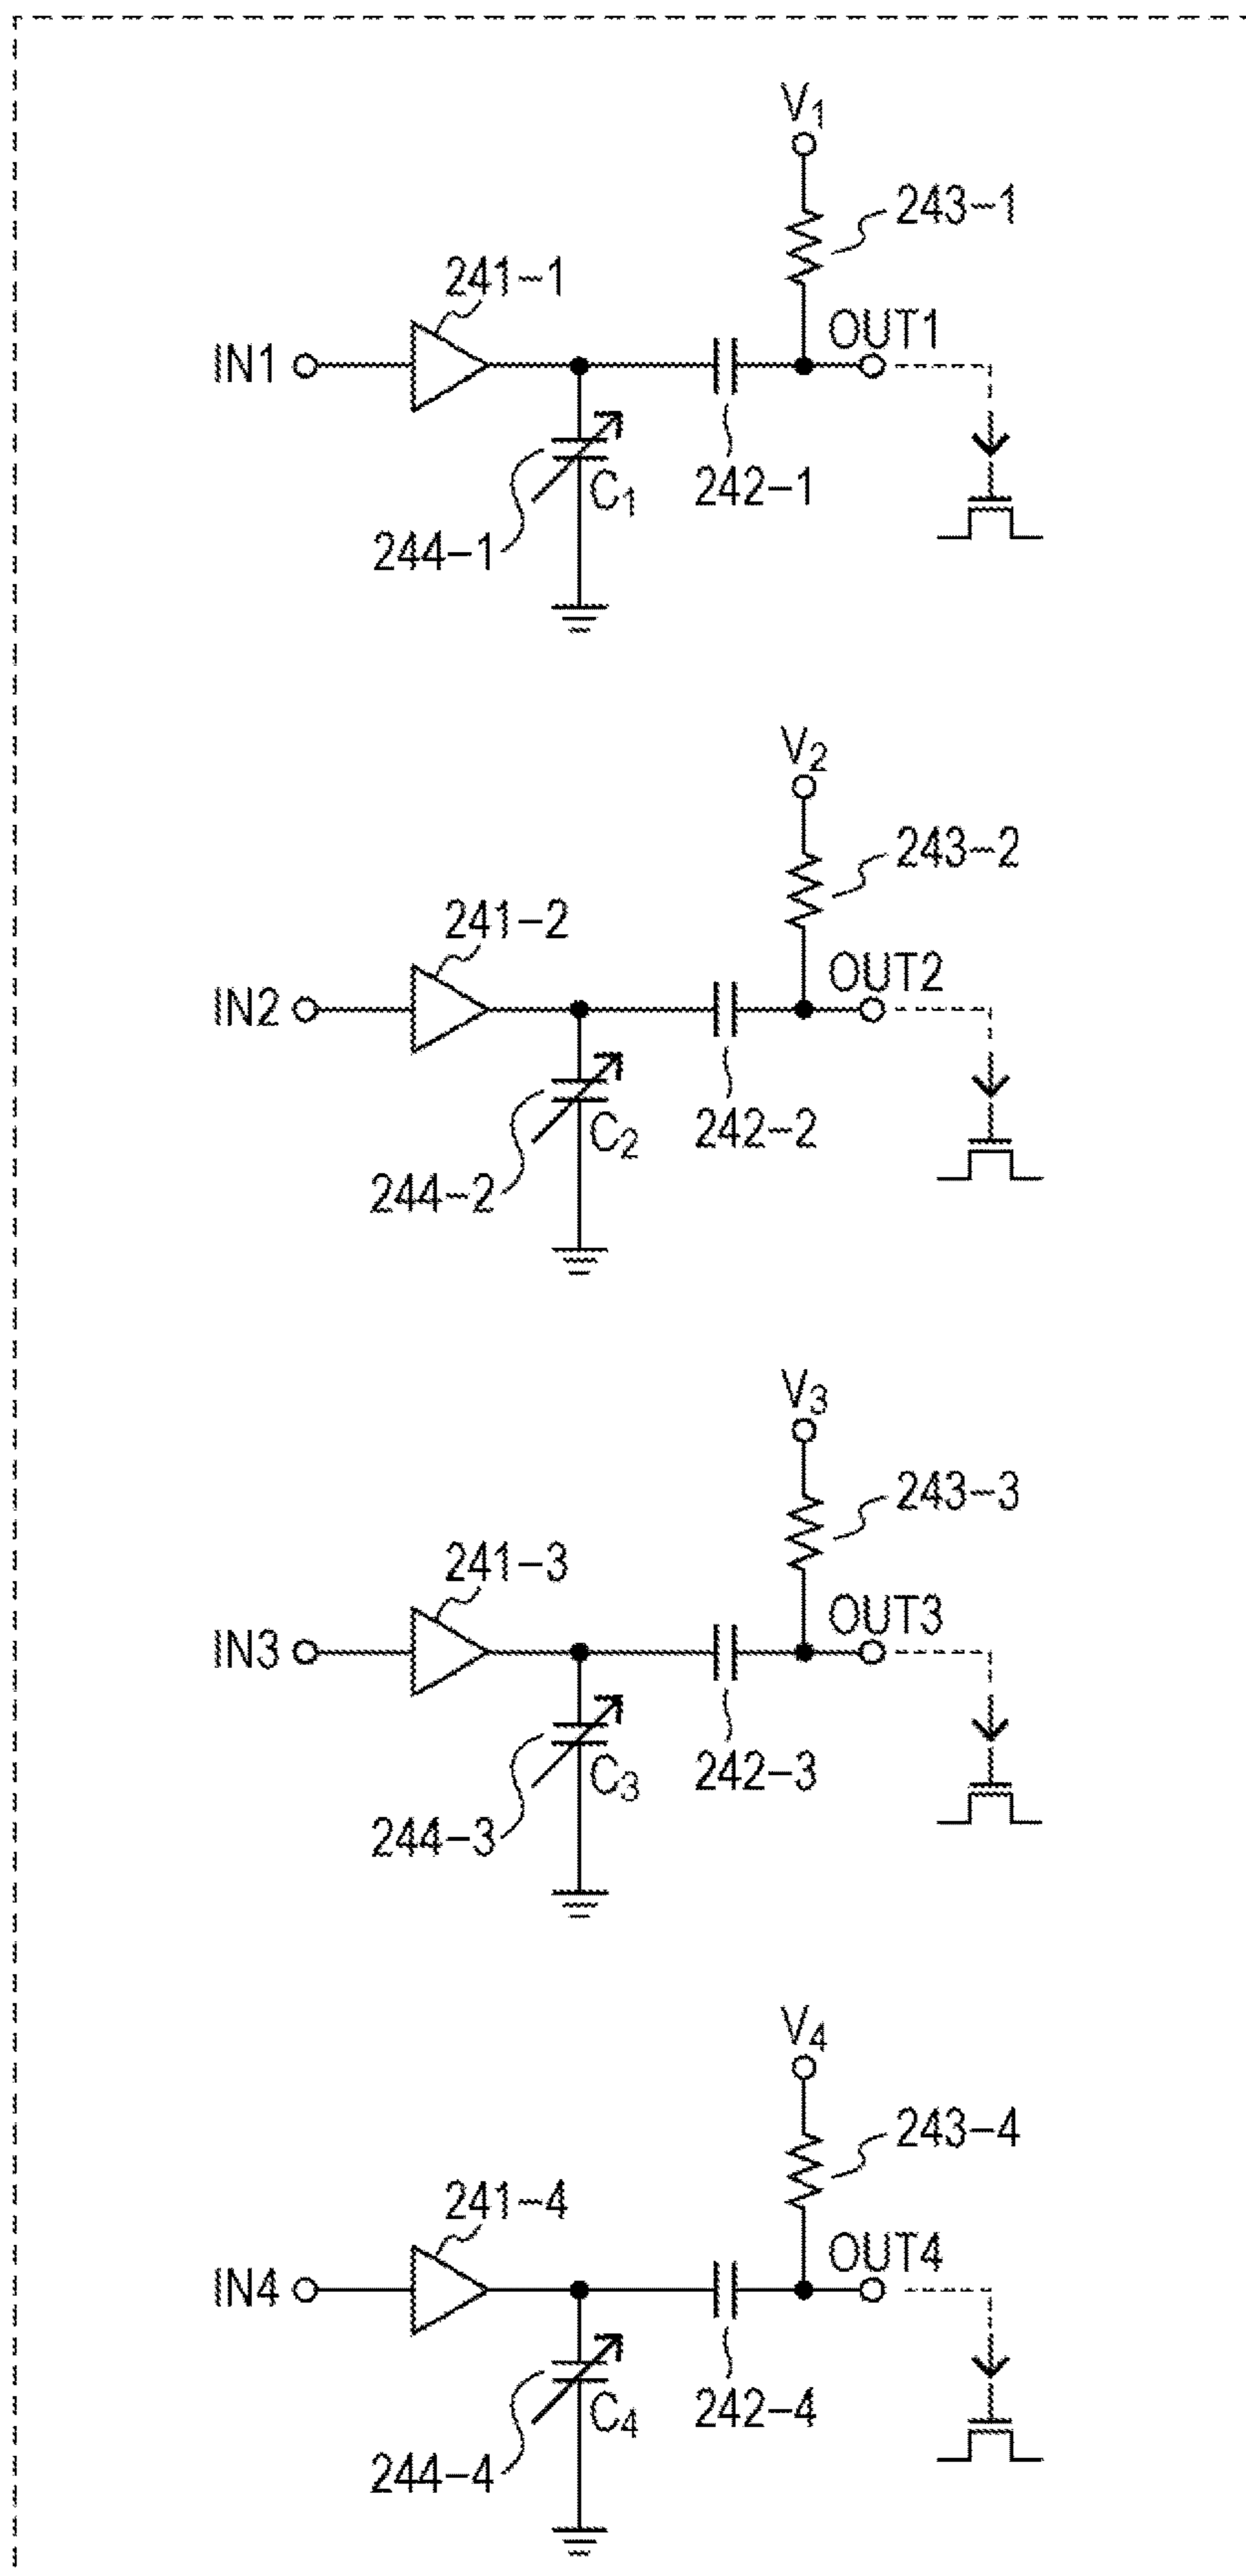 V1
243-1
241-1
OUT1
IN1
C1
242-1
244-1
V2
243-2
241-2
OUT2
IN2
C2
242-2
244-2
V3
243-3
241-3
OUT3
IN3
C3
242-3
244-3
V4
243-4
241-4
OUT4
IN4
C4
242-4
244-4